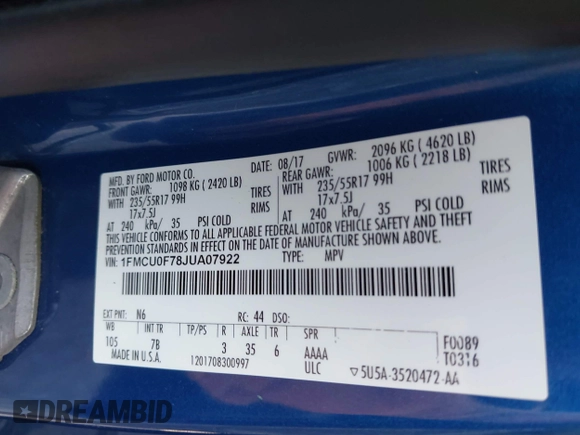 MFD. BY FORD MOTOR CO. DATE: 08/17 GVWR: 2096 KG ( 4620 LB)
FRONT GAWR: 1098 KG ( 2420 LB) REAR GAWR: 1006 KG ( 2218 LB)
WITH 235/55R17 99H TIRES WITH 235/55R17 99H TIRES
17x7.5J RIMS 17x7.5J RIMS
AT 240 kPa/ 35 PSI COLD AT 240 kPa/ 35 PSI COLD
THIS VEHICLE CONFORMS TO ALL APPLICABLE FEDERAL MOTOR VEHICLE SAFETY AND THEFT
PREVENTION STANDARDS IN EFFECT ON THE DATE OF MANUFACTURE SHOWN ABOVE.
VIN: 1FMCU0F78JUA07922 TYPE: MPV
EXT PNT: N6 RC: 44 DSO:
WB INT TR TP/PS R AXLE TR SPR F0089
105 7B 3 35 6 AAAA T0316
MADE IN U.S.A. 1201708300997 ULC ▽5U5A-3520472-AA
DREAMBID